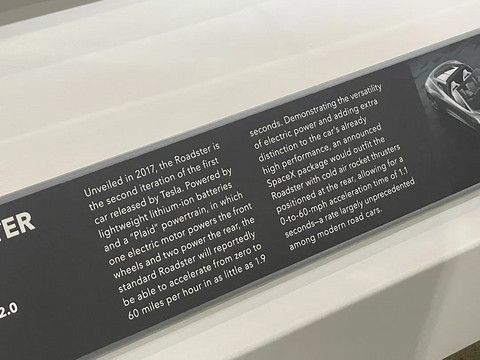 TER
2.0
Unveiled in 2017, the Roadster is
the second iteration of the first
car released by Tesla. Powered by
lightweight lithium-ion batteries
and a “Plaid” powertrain, in which
one electric motor powers the front
wheels and two power the rear, the
standard Roadster will reportedly
be able to accelerate from zero to
60 miles per hour in as little as 1.9
seconds. Demonstrating the versatility
of electric power and adding extra
distinction to the car’s already
high performance, an announced
SpaceX package would outfit the
Roadster with cold air rocket thrusters
positioned at the rear, allowing for a
0-to-60-mph acceleration time of 1.1
seconds–a rate largely unprecedented
among modern road cars.